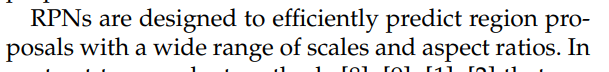 RPNs are designed to efficiently predict region pro-
posals with a wide range of scales and aspect ratios. In